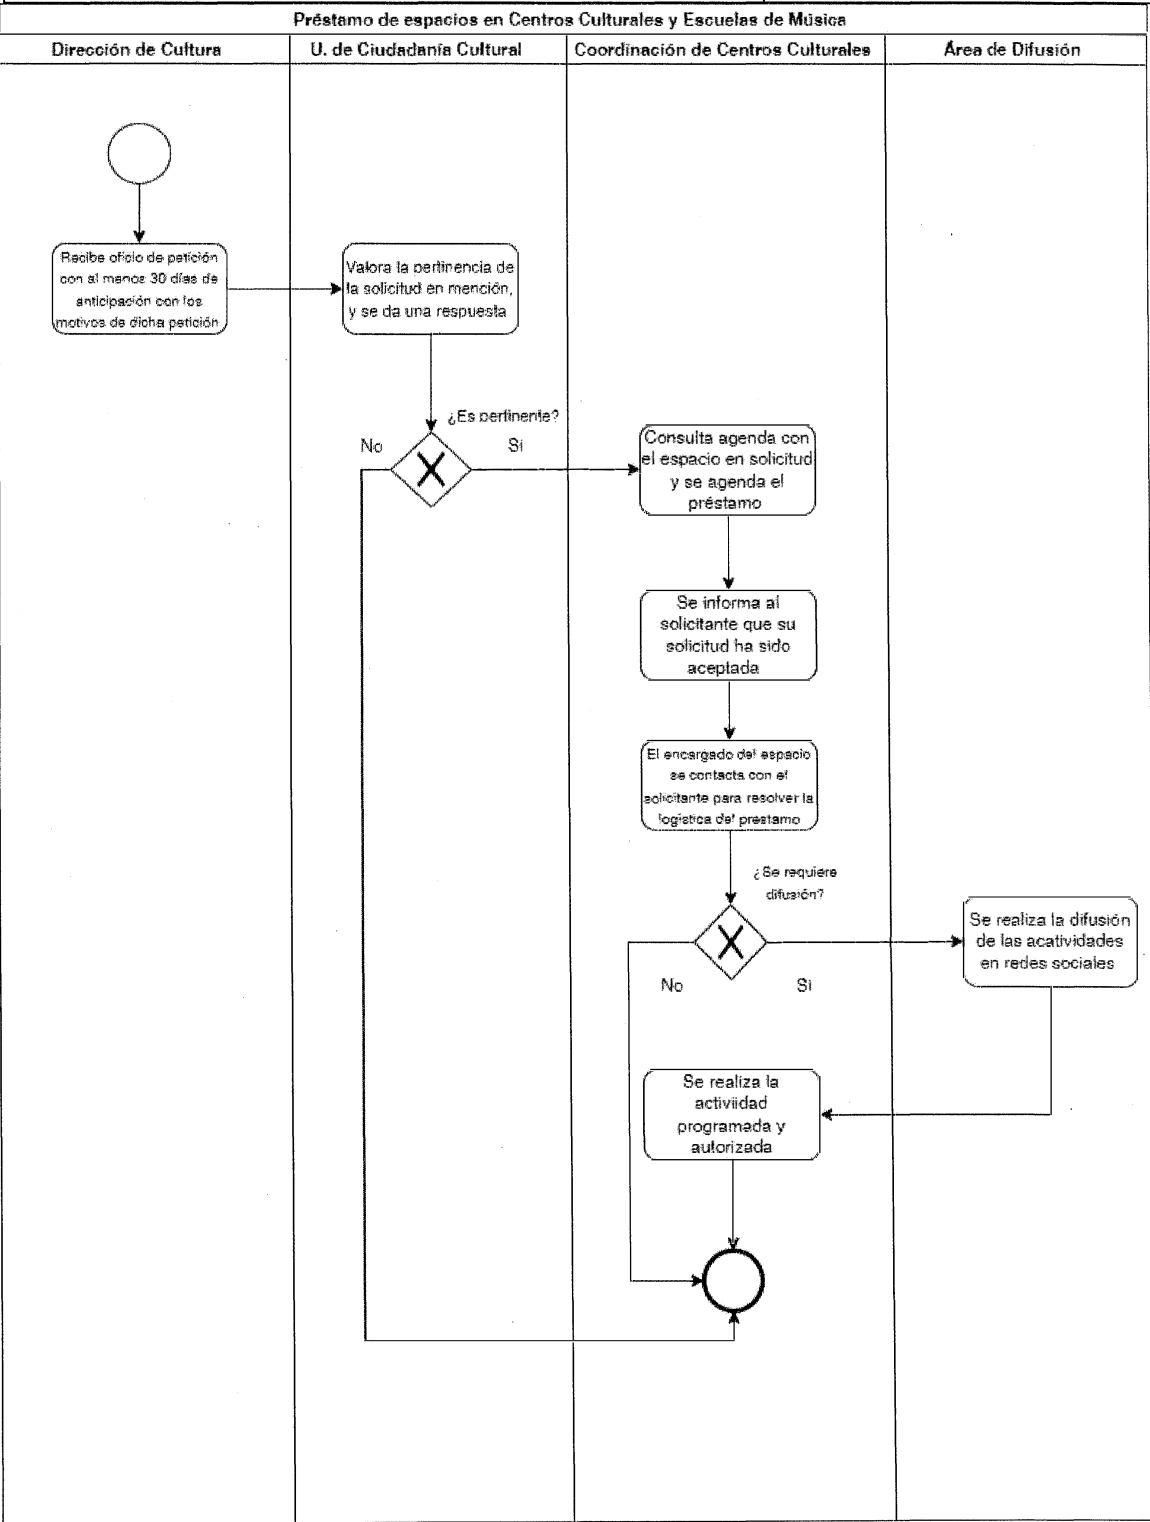 Préstamo de espacios en Centros Culturales y Escuelas de Música
Dirección de Cultura
U. de Ciudadanía Cultural
Coordinación de Centros Culturales
Área de Difusión
Recibe oficio de petición
con al menos 30 días de
anticipación con los
motivos de dicha petición
Valora la pertinencia de
la solicitud en mención,
y se da una respuesta
¿Es pertinente?
No
Si
Consulta agenda con
el espacio en solicitud
y se agenda el
préstamo
Se informa al
solicitante que su
solicitud ha sido
aceptada
El encargado del espacio
se contacta con el
solicitante para resolver la
logística del prestamo
¿Se requiere
difusión?
No
Si
Se realiza la difusión
de las acatividades
en redes sociales
Se realiza la
activiidad
programada y
autorizada